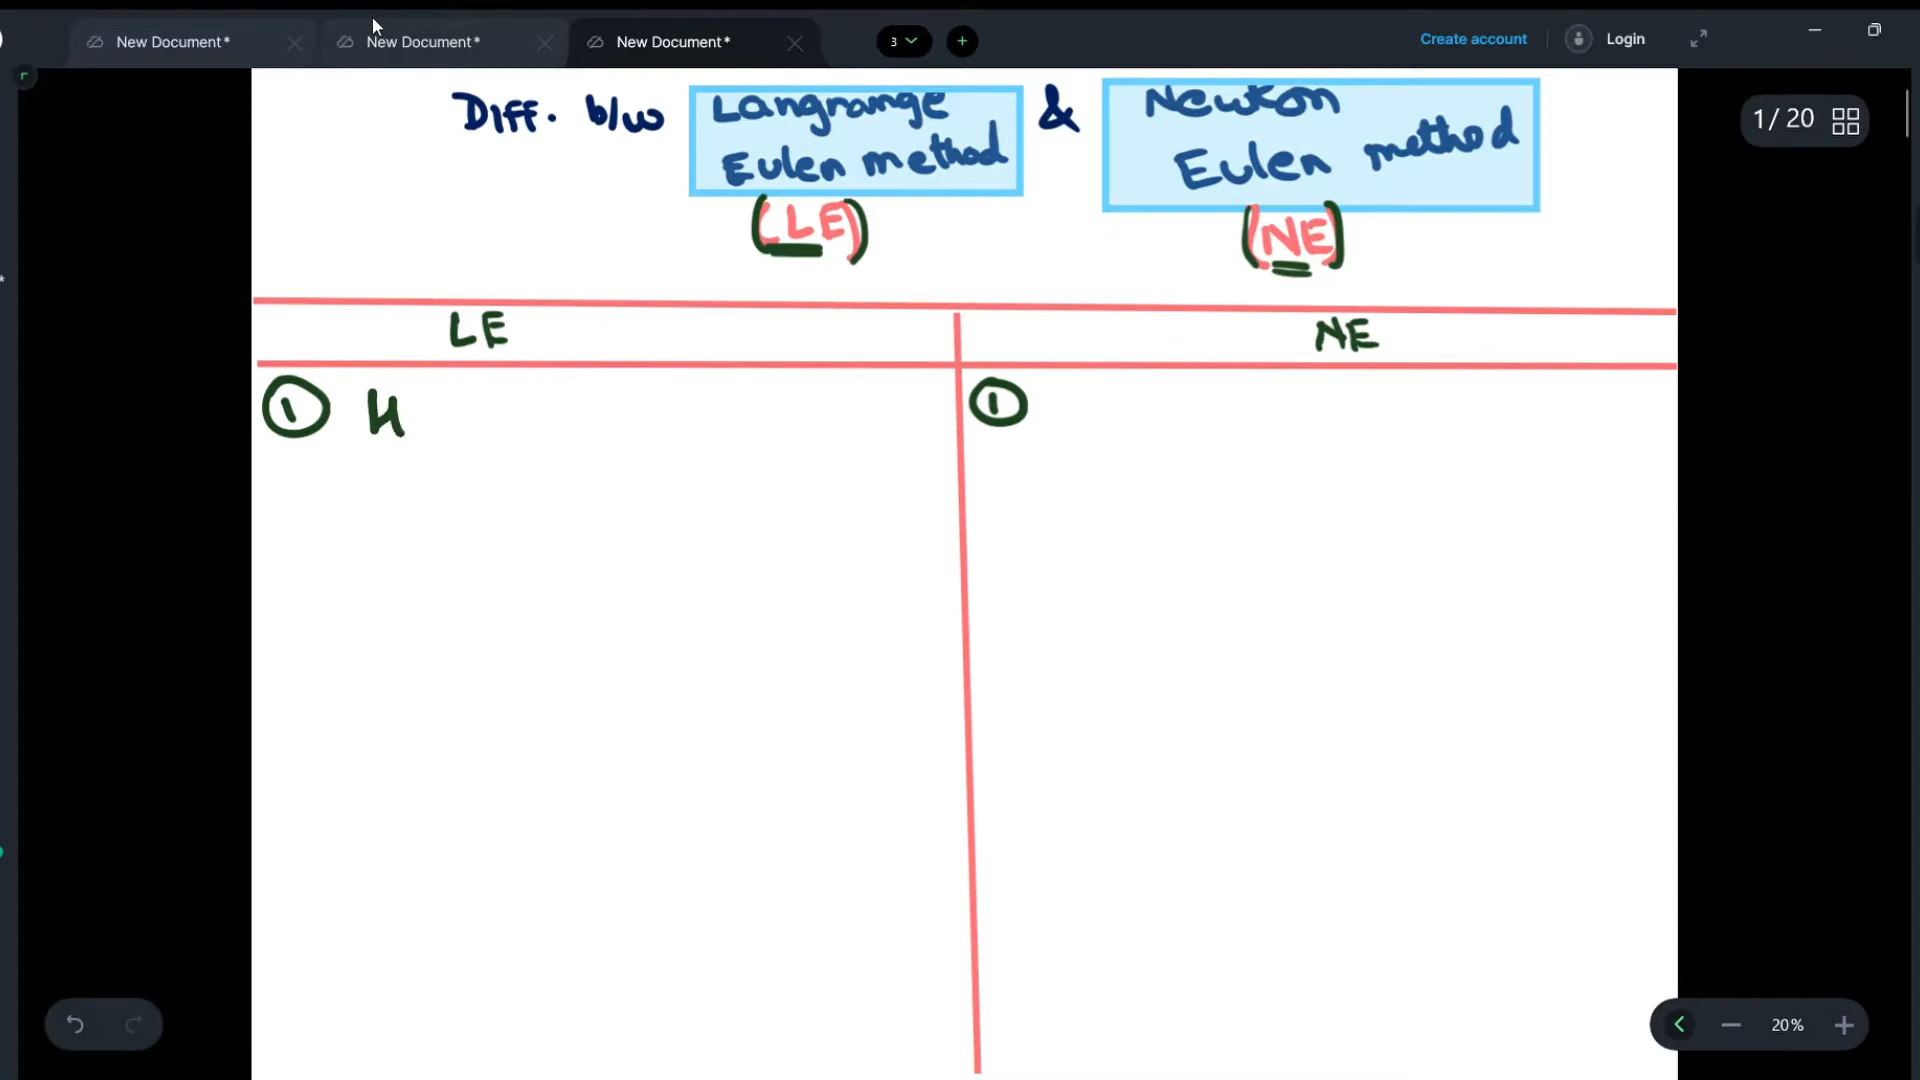 New Document*
New Document*
New Document*
3
Create account
Login
Diff. b/w Langrange Eulen method & Newton Eulen method
(LE) (NE)
1/20
LE NE
① H ①
20%